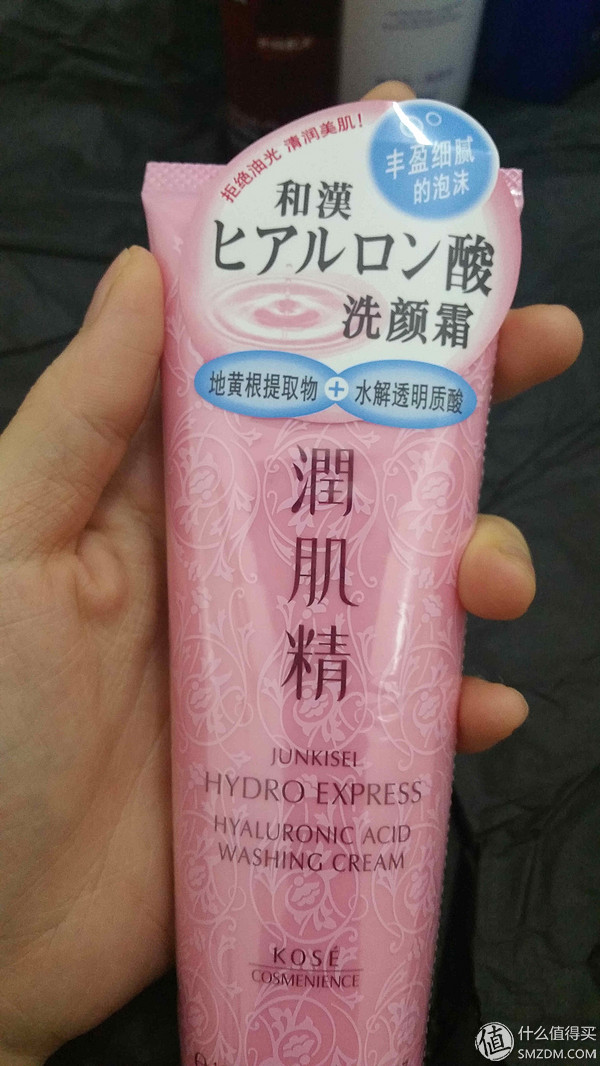 拒绝油光 清润美肌!
丰盈细腻
的泡沫
和漢
ヒアルロン酸
洗颜霜
地黄根提取物+水解透明质酸
潤肌精
JUNKISEI
HYDRO EXPRESS
HYALURONIC ACID
WASHING CREAM
KOSÉ
COSMENIENCE
值 什么值得买
SMZDM.COM